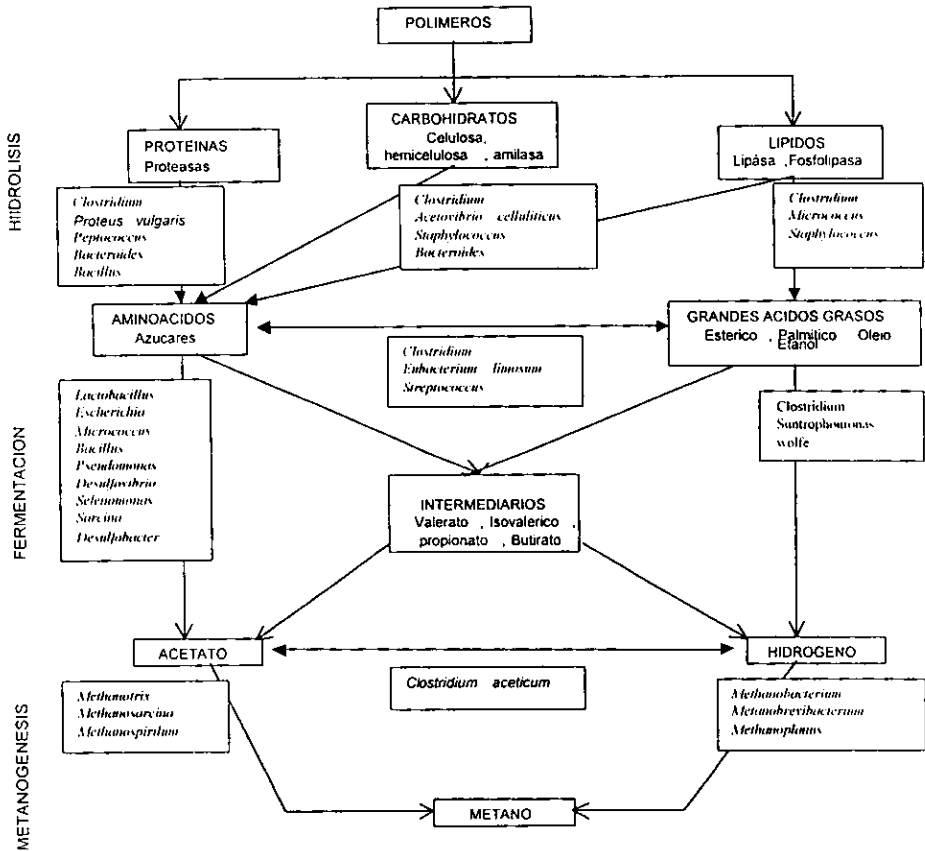 POLIMEROS
HIIDROLISIS
PROTEINAS
Proteasas
CARBOHIDRATOS
Celulosa,
hemicelulosa , amilasa
LIPIDOS
Lipása ,Fosfolipasa
Clostridium
Proteus vulgaris
Peptococcus
Bacteroides
Bacillus
Clostridium
Acetovibrio celluliticus
Staphylococcus
Bacteroides
Clostridium
Micrococcus
Staphylococcus
AMINOACIDOS
Azucares
GRANDES ACIDOS GRASOS
Esterico , Palmitico Oleio
Etanol
Clostridium
Eubacterium limosum
Streptococcus
FERMENTACION
Lactobacillus
Escherichia
Micrococcus
Bacillus
Pseudomonas
Desulfovibrio
Selenomonas
Sarcina
Desulfobacter
Clostridium
Suntrophomonas
wolfe
INTERMEDIARIOS
Valerato , Isovalerico ,
propionato , Butirato
ACETATO
HIDROGENO
Clostridium aceticum
METANOGENESIS
Methanotrix
Methanosarcina
Methanospirilum
Methanobacterium
Metanobrevibacterium
Methanoplanus
METANO